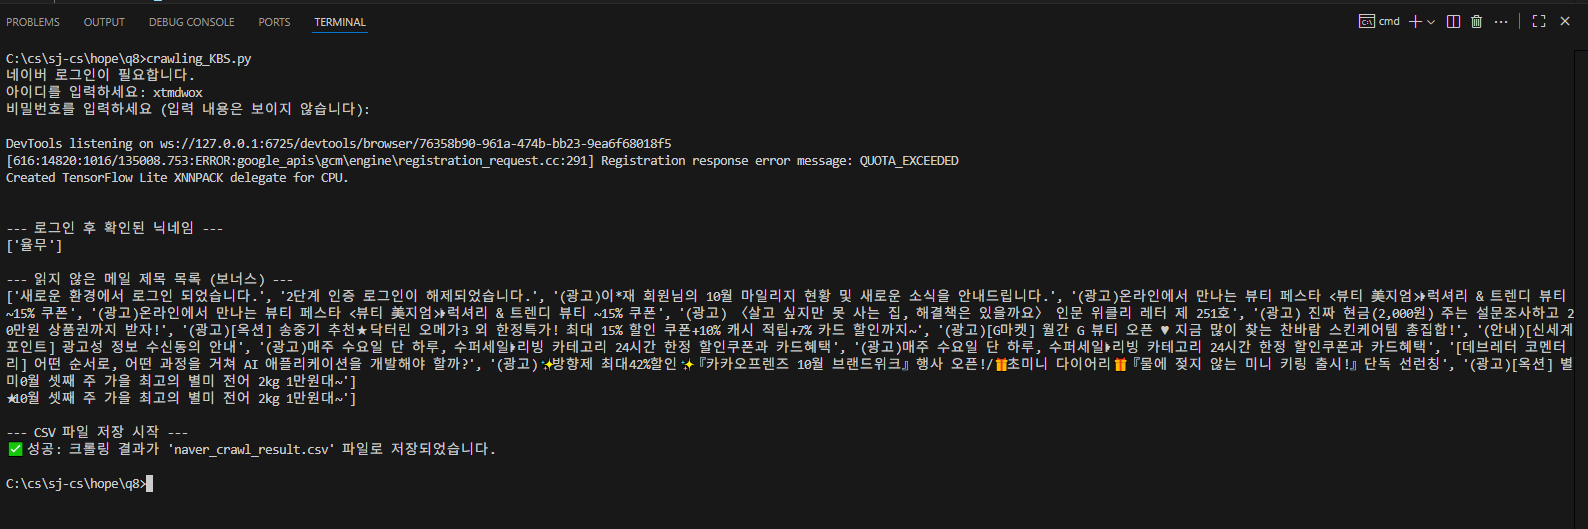 PROBLEMS OUTPUT DEBUG CONSOLE PORTS TERMINAL
cmd
C:\cs\sj-cs\hope\q8>crawling_KBS.py
네이버 로그인이 필요합니다.
아이디를 입력하세요: xtmdwox
비밀번호를 입력하세요 (입력 내용은 보이지 않습니다):
DevTools listening on ws://127.0.0.1:6725/devtools/browser/76358b90-961a-474b-bb23-9ea6f68018f5
[616:14820:1016/135008.753:ERROR:google_apis\gcm\engine\registration_request.cc:291] Registration response error message: QUOTA_EXCEEDED
Created TensorFlow Lite XNNPACK delegate for CPU.
--- 로그인 후 확인된 닉네임 ---
['율무']
--- 읽지 않은 메일 제목 목록 (보너스) ---
['새로운 환경에서 로그인 되었습니다.', '2단계 인증 로그인이 해제되었습니다.', '(광고)이*재 회원님의 10월 마일리지 현황 및 새로운 소식을 안내드립니다.', '(광고)온라인에서 만나는 뷰티 페스타 <뷰티 美지엄>럭셔리 & 트렌디 뷰티
~15% 쿠폰', '(광고)온라인에서 만나는 뷰티 페스타 <뷰티 美지엄>럭셔리 & 트렌디 뷰티 ~15% 쿠폰', '(광고) 〈살고 싶지만 못 사는 집, 해결책은 있을까요〉 인문 위클리 레터 제 251호', '(광고) 진짜 현금(2,000원) 주는 설문조사하고 2
0만원 상품권까지 받자!', '(광고)[옥션] 송중기 추천★닥터린 오메가3 외 한정특가! 최대 15% 할인 쿠폰+10% 캐시 적립+7% 카드 할인까지~', '(광고)[G마켓] 월간 G 뷰티 오픈 ♥ 지금 많이 찾는 찬바람 스킨케어템 총집합!', '(안내)[신세계
포인트] 광고성 정보 수신동의 안내', '(광고)매주 수요일 단 하루, 수퍼세일리빙 카테고리 24시간 한정 할인쿠폰과 카드혜택', '(광고)매주 수요일 단 하루, 수퍼세일리빙 카테고리 24시간 한정 할인쿠폰과 카드혜택', '[데브레터 코멘터
리] 어떤 순서로, 어떤 과정을 거쳐 AI 애플리케이션을 개발해야 할까?', '(광고)✨방향제 최대42%할인✨『카카오프렌즈 10월 브랜드위크』행사 오픈!/🎁초미니 다이어리🎁『물에 젖지 않는 미니 키링 출시!』단독 선런칭', '(광고)[옥션] 별
미0월 셋째 주 가을 최고의 별미 전어 2kg 1만원대~']
★10월 셋째 주 가을 최고의 별미 전어 2kg 1만원대~']
--- CSV 파일 저장 시작 ---
✅ 성공: 크롤링 결과가 'naver_crawl_result.csv' 파일로 저장되었습니다.
C:\cs\sj-cs\hope\q8>